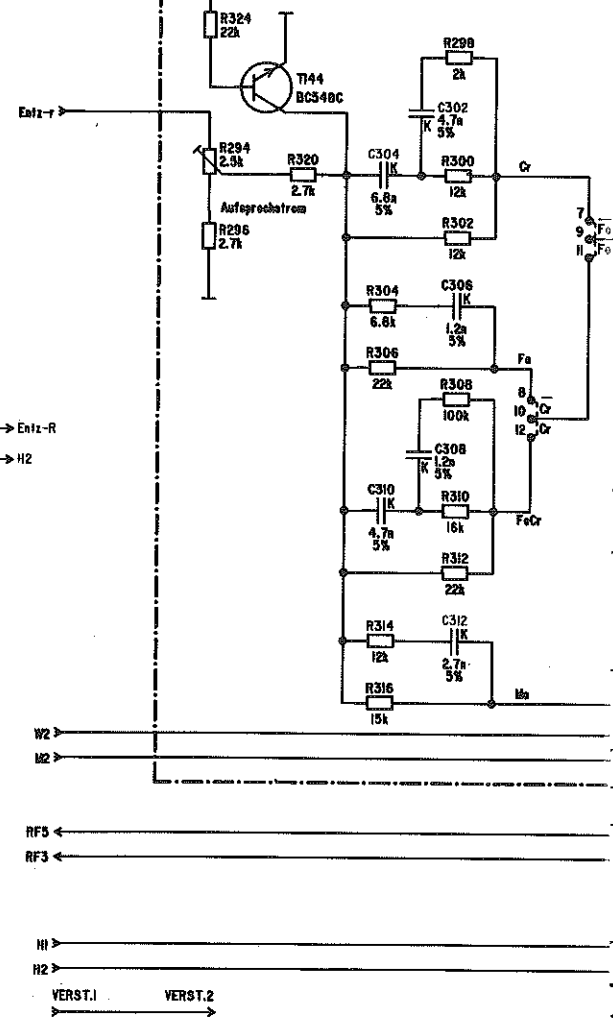 R324
22k
T144
BC548C
R298
2k
C302
4.7n
5%
K
Entz-r
R294
2.5k
R320
2.7k
C304
K
6.8n
5%
R300
12k
Cr
Aufsprechstrom
R296
2.7k
R302
12k
7
9
11
Fe
Fe
R304
6.8k
C306
K
1.2n
5%
R306
22k
Fe
8
10
12
Cr
Cr
R308
100k
Entz-R
H2
C308
1.2n
5%
K
C310
K
4.7n
5%
R310
16k
FeCr
R312
22k
R314
12k
C312
K
2.7n
5%
R316
15k
Me
W2
M2
RF5
RF3
H1
H2
VERST.1 VERST.2